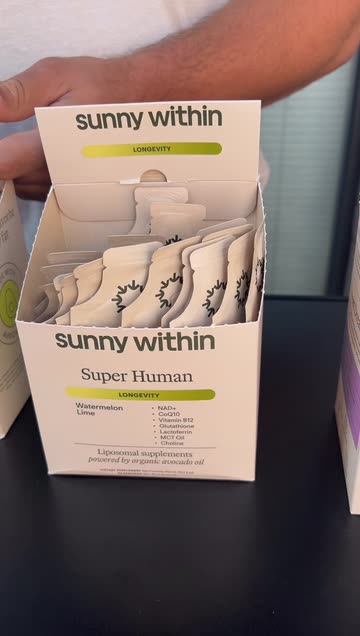 sunny within
LONGEVITY
sunny within
Super Human
LONGEVITY
Watermelon
Lime
• NAD+
• CoQ10
• Vitamin B12
• Glutathione
• Lactoferrin
• MCT Oil
• Choline
Liposomal supplements
powered by organic avocado oil